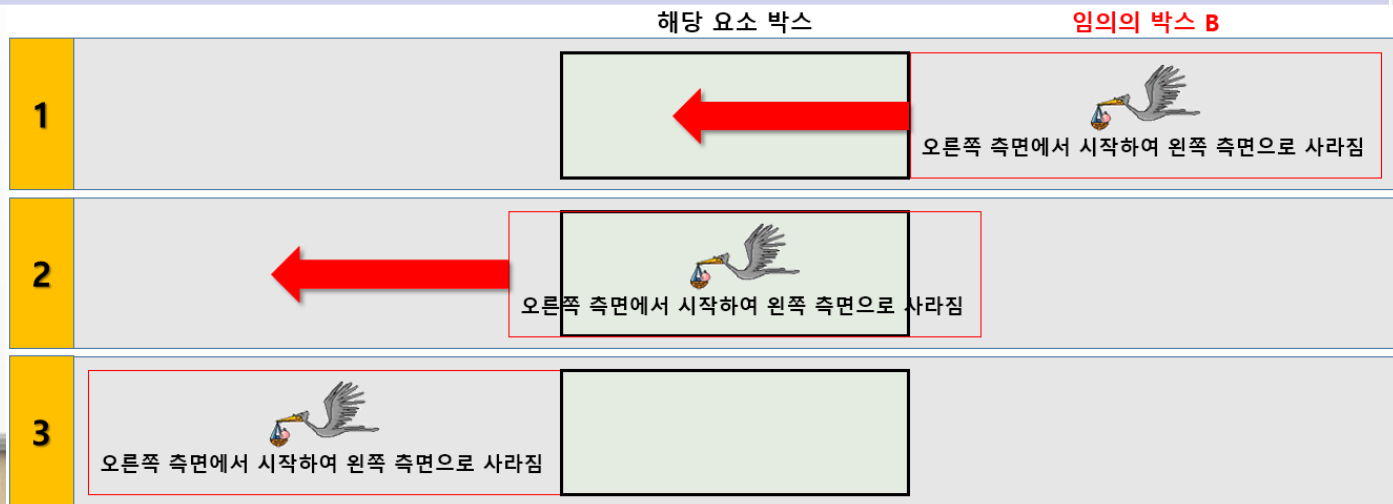 해당 요소 박스
임의의 박스 B
1
오른쪽 측면에서 시작하여 왼쪽 측면으로 사라짐
2
오른쪽 측면에서 시작하여 왼쪽 측면으로 사라짐
3
오른쪽 측면에서 시작하여 왼쪽 측면으로 사라짐